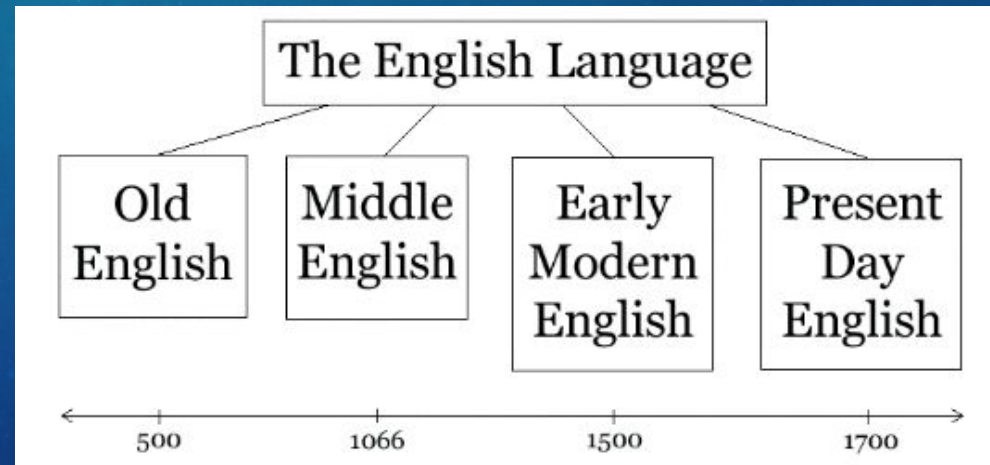 The English Language
Old
English
Middle
English
Early
Modern
English
Present
Day
English
500
1066
1500
1700